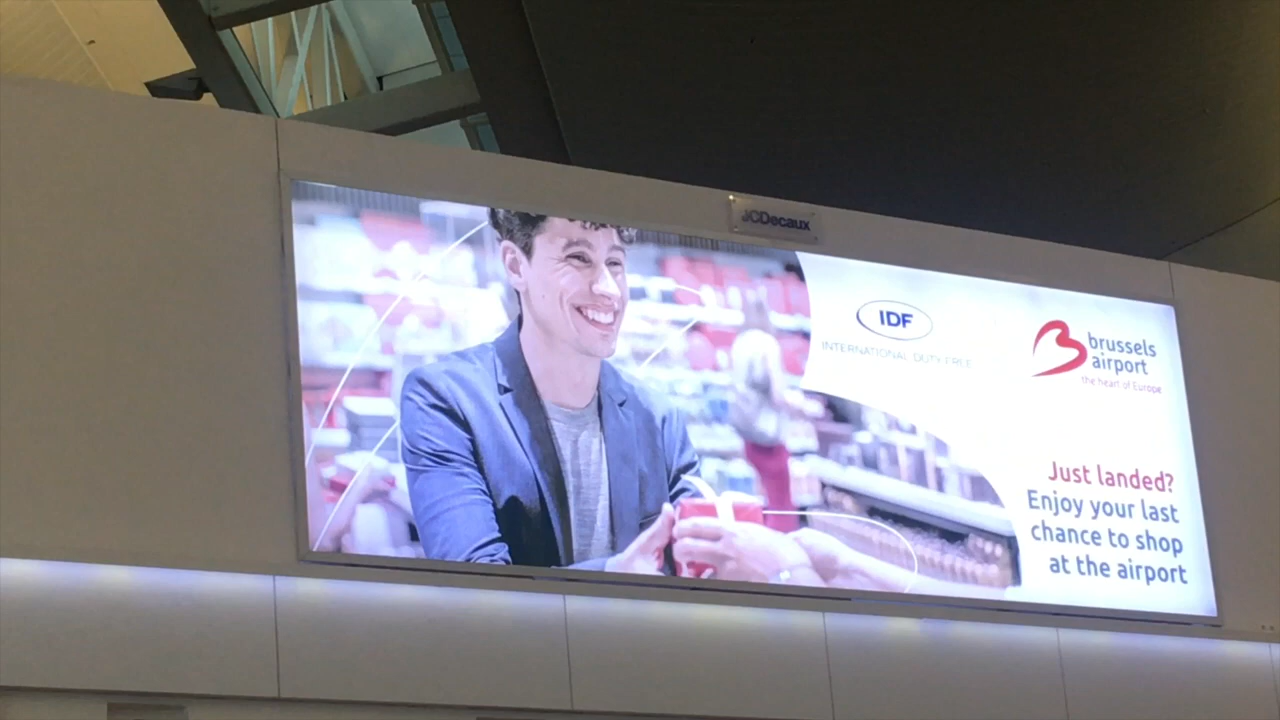 JCDecaux
IDF
INTERNATIONAL DUTY FREE
brussels
airport
the heart of Europe
Just landed?
Enjoy your last
chance to shop
at the airport